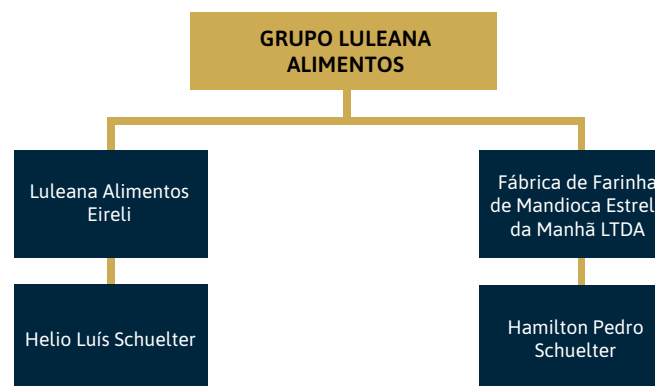 GRUPO LULEANA
ALIMENTOS
Luleana Alimentos
Eireli
Fábrica de Farinha
de Mandioca Estrel
da Manhã LTDA
Helio Luís Schuelter
Hamilton Pedro
Schuelter